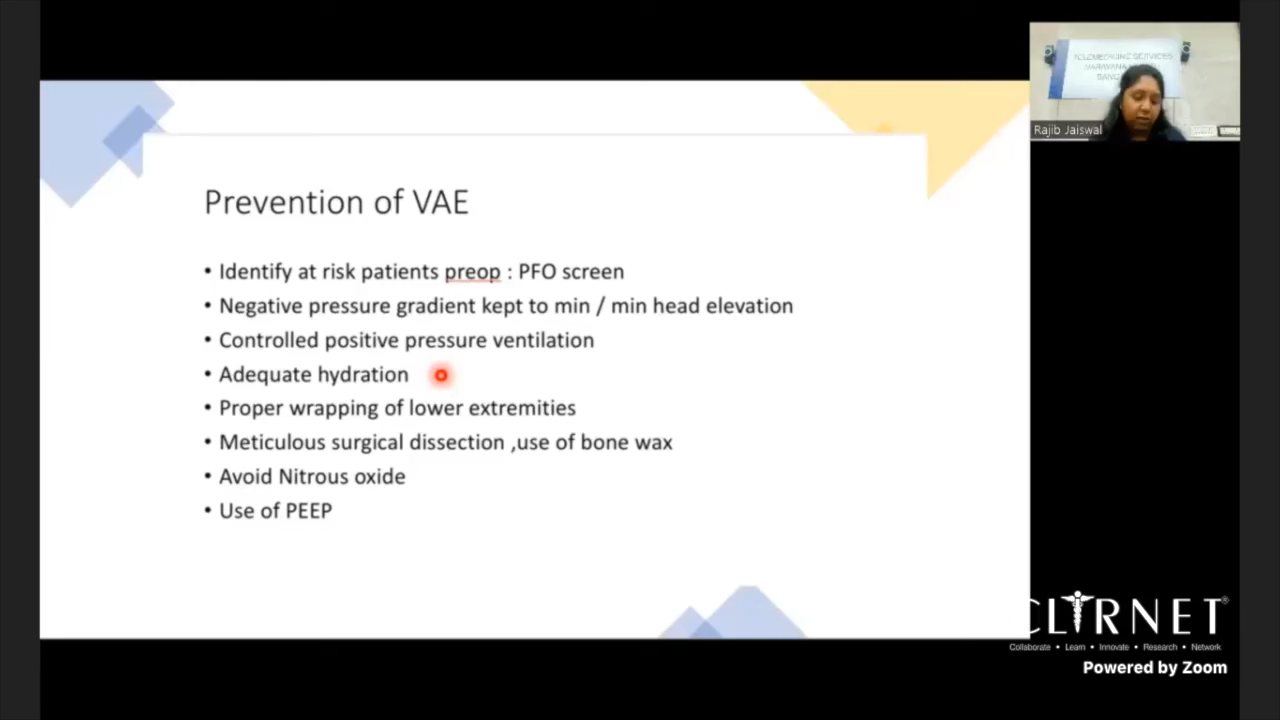 Prevention of VAE
• Identify at risk patients preop : PFO screen
• Negative pressure gradient kept to min / min head elevation
• Controlled positive pressure ventilation
• Adequate hydration
• Proper wrapping of lower extremities
• Meticulous surgical dissection ,use of bone wax
• Avoid Nitrous oxide
• Use of PEEP
TELEMEDICINE SERVICES
Rajib Jaiswal
CLIRNET®
Collaborate • Learn • Innovate • Research • Network
Powered by Zoom